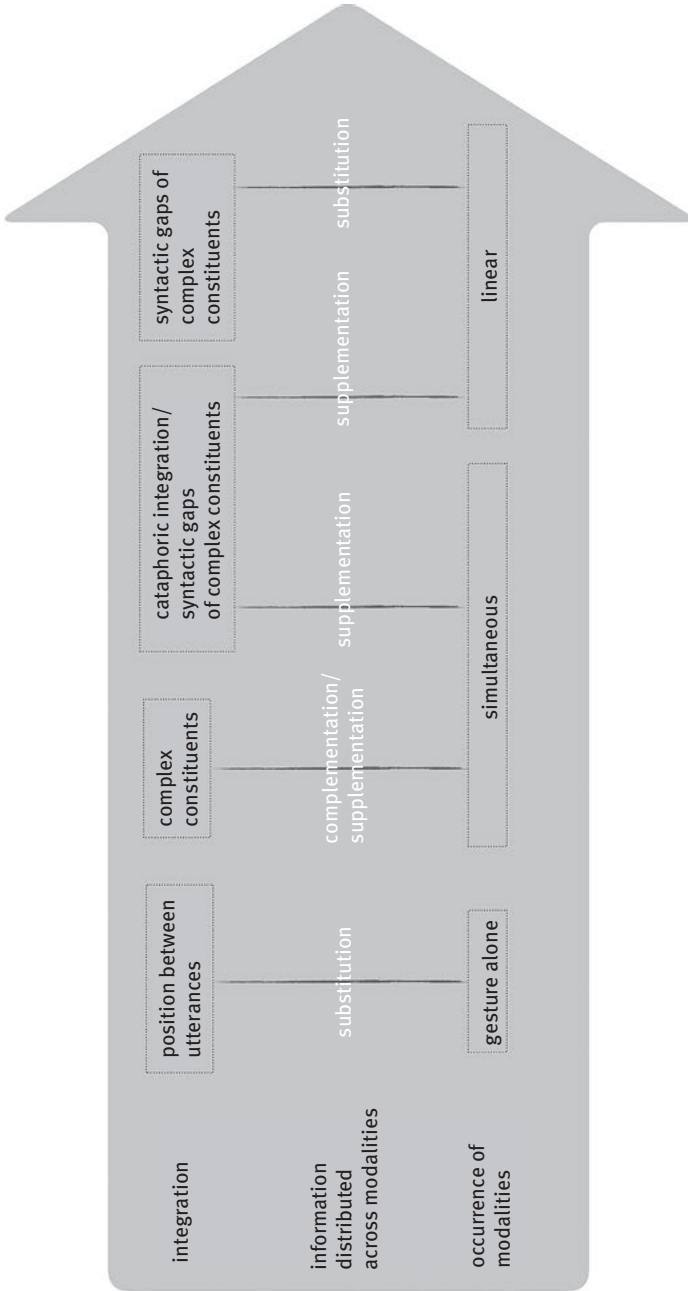 integration
position between
utterances
complex
constituents
cataphoric integration/
syntactic gaps
of complex constituents
syntactic gaps of
complex
constituents
information
distributed
across modalities
substitution
complementation/
supplementation
supplementation
supplementation
substitution
occurrence of
modalities
gesture alone
simultaneous
linear